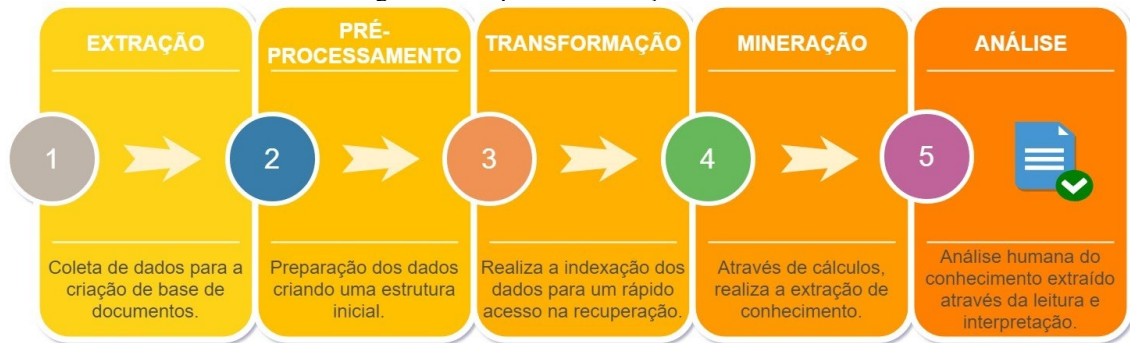 EXTRAÇÃO
1
Coleta de dados para a
criação de base de
documentos.
PRÉ-
PROCESSAMENTO
2
Preparação dos dados
criando uma estrutura
inicial.
TRANSFORMAÇÃO
3
Realiza a indexação dos
dados para um rápido
acesso na recuperação.
MINERAÇÃO
4
Através de cálculos,
realiza a extração de
conhecimento.
ANÁLISE
5
Análise humana do
conhecimento extraído
através da leitura e
interpretação.